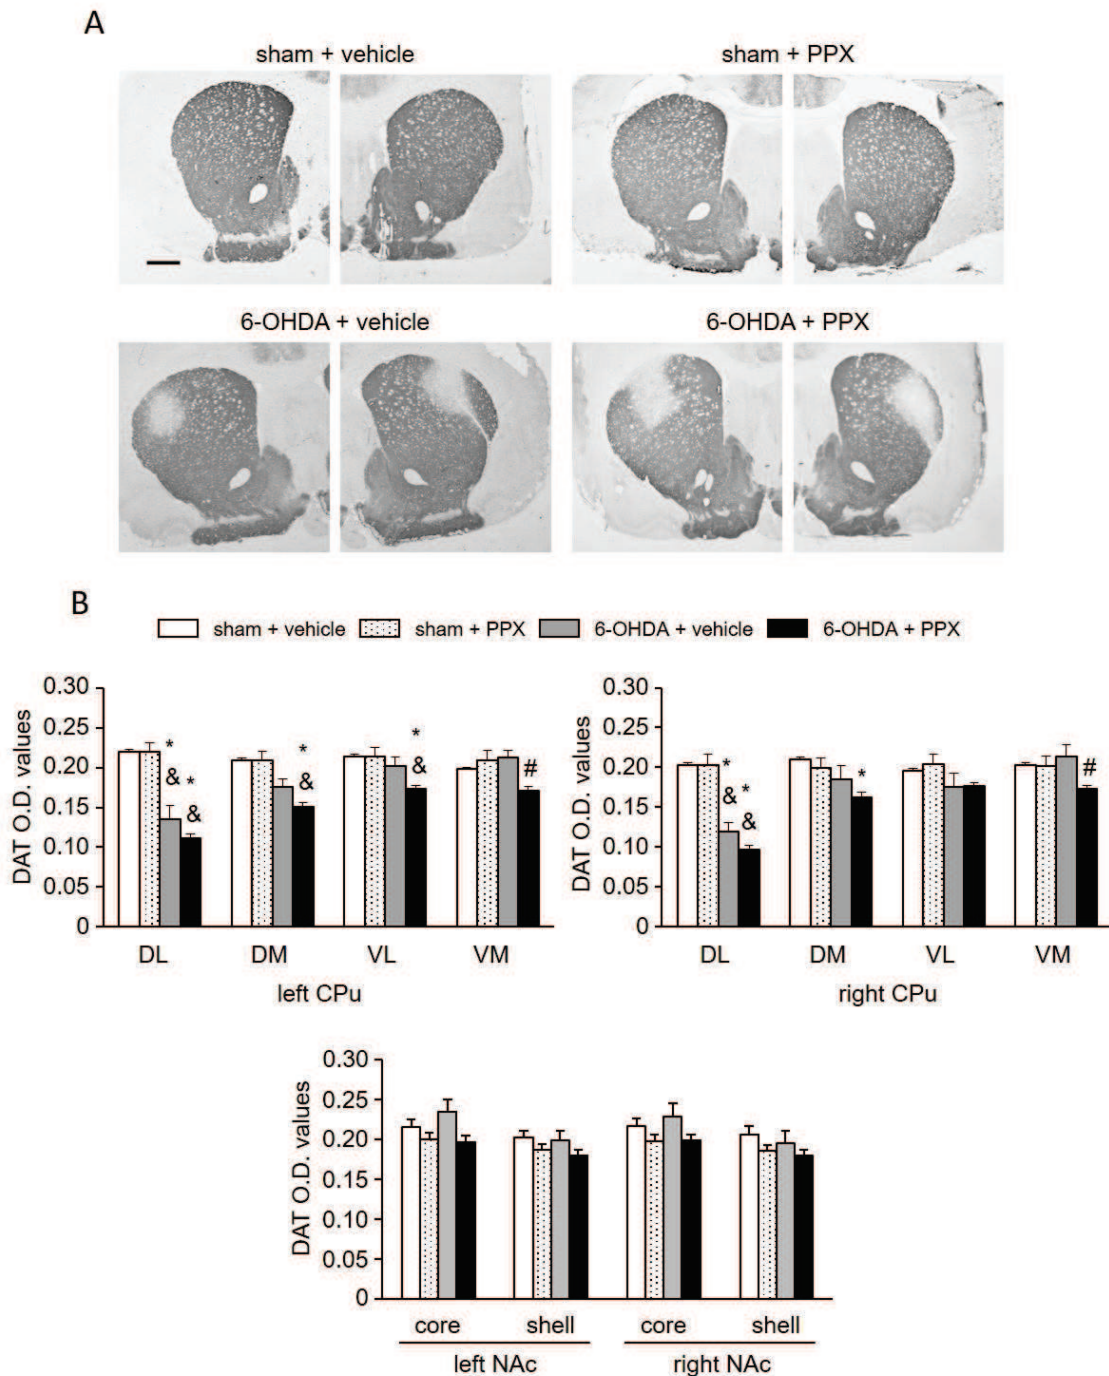 A
sham + vehicle
sham + PPX
6-OHDA + vehicle
6-OHDA + PPX
B
sham + vehicle sham + PPX 6-OHDA + vehicle 6-OHDA + PPX
DAT O.D. values
0.30
0.25
0.20
0.15
0.10
0.05
0
* & * &
* &
* &
#
DL DM VL VM
left CPu
DAT O.D. values
0.30
0.25
0.20
0.15
0.10
0.05
0
* & * &
*
#
DL DM VL VM
right CPu
DAT O.D. values
0.30
0.25
0.20
0.15
0.10
0.05
0
core shell core shell
left NAc right NAc